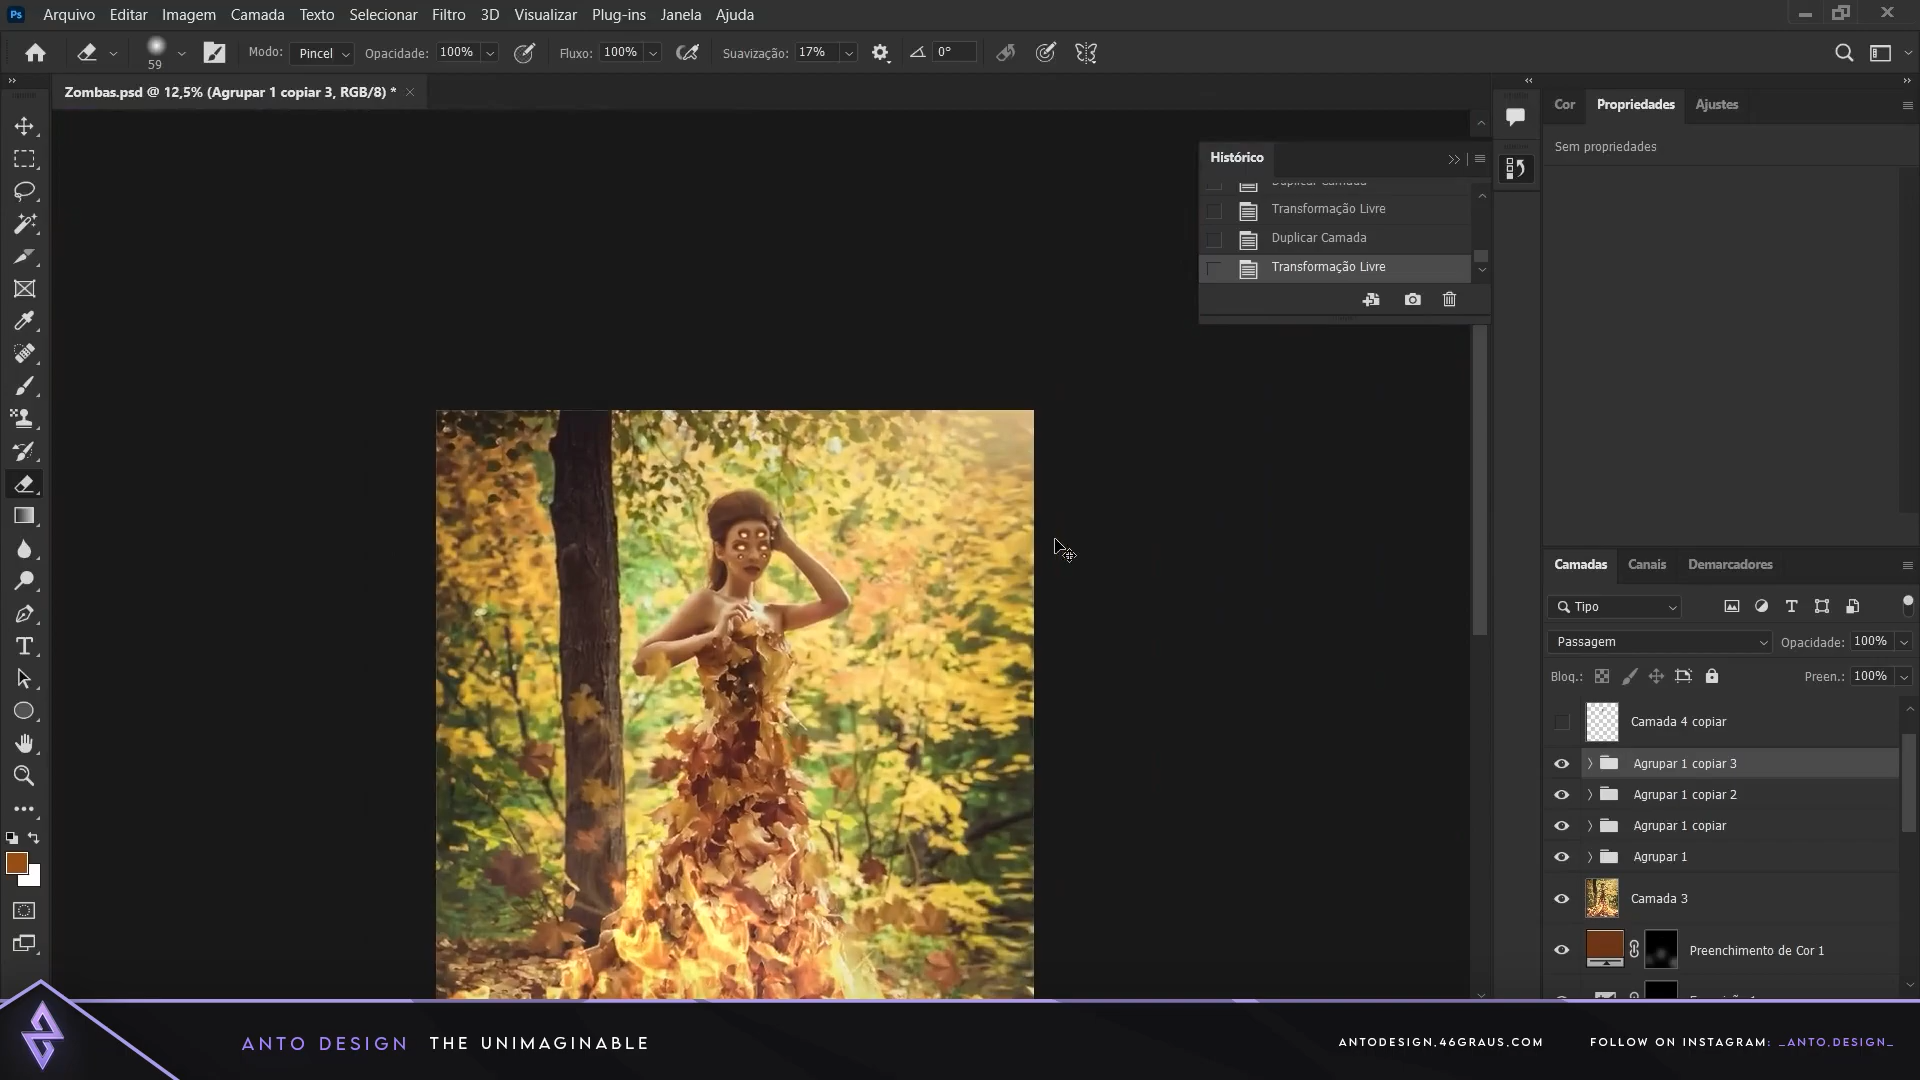 Ps Arquivo Editar Imagem Camada Texto Selecionar Filtro 3D Visualizar Plug-ins Janela Ajuda
59 Modo: Pincel Opacidade: 100% Fluxo: 100% Suavização: 17% 0°
Zombas.psd @ 12,5% (Agrupar 1 copiar 3, RGB/8) *
Histórico
Duplicar Camada
Transformação Livre
Duplicar Camada
Transformação Livre
Cor Propriedades Ajustes
Sem propriedades
Camadas Canais Demarcadores
Tipo
Passagem Opacidade: 100%
Bloq.: Preen.: 100%
Camada 4 copiar
Agrupar 1 copiar 3
Agrupar 1 copiar 2
Agrupar 1 copiar
Agrupar 1
Camada 3
Preenchimento de Cor 1
ANTO DESIGN THE UNIMAGINABLE
ANTODESIGN.46GRAUS.COM
FOLLOW ON INSTAGRAM: _ANTO.DESIGN_